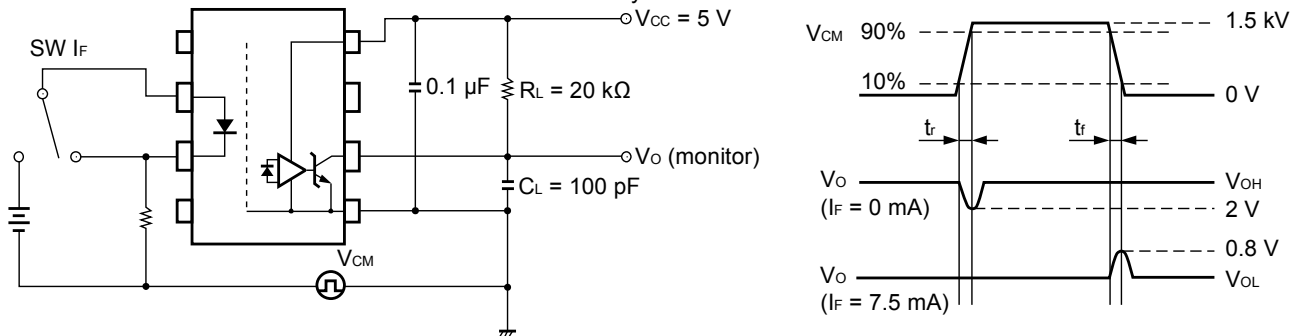 SW IF
VCC = 5 V
0.1 µF
RL = 20 kΩ
VO (monitor)
CL = 100 pF
VCM
VCM 90%
10%
1.5 kV
0 V
tr
tf
VO
(IF = 0 mA)
VOH
2 V
0.8 V
VO
(IF = 7.5 mA)
VOL